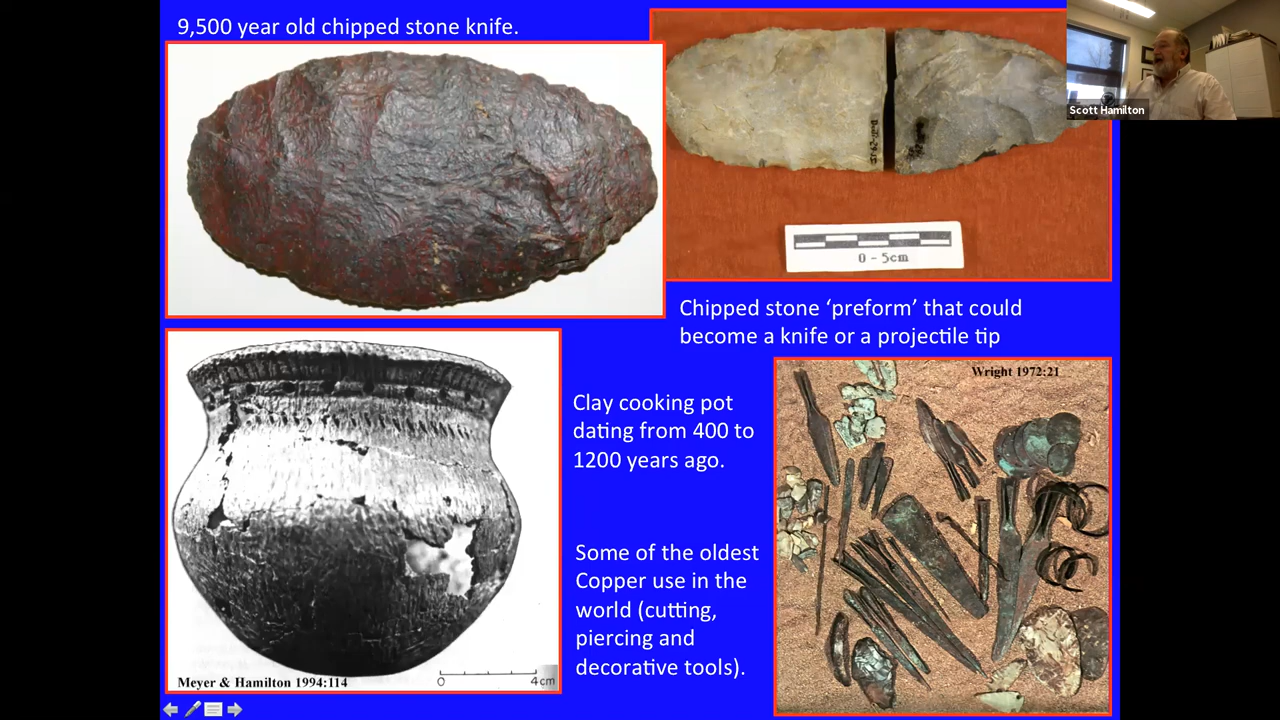 9,500 year old chipped stone knife.
Scott Hamilton
0 - 5cm
Chipped stone ‘preform’ that could
become a knife or a projectile tip
Wright 1972:21
Clay cooking pot
dating from 400 to
1200 years ago.
Some of the oldest
Copper use in the
world (cutting,
piercing and
decorative tools).
Meyer & Hamilton 1994:114
0 4cm